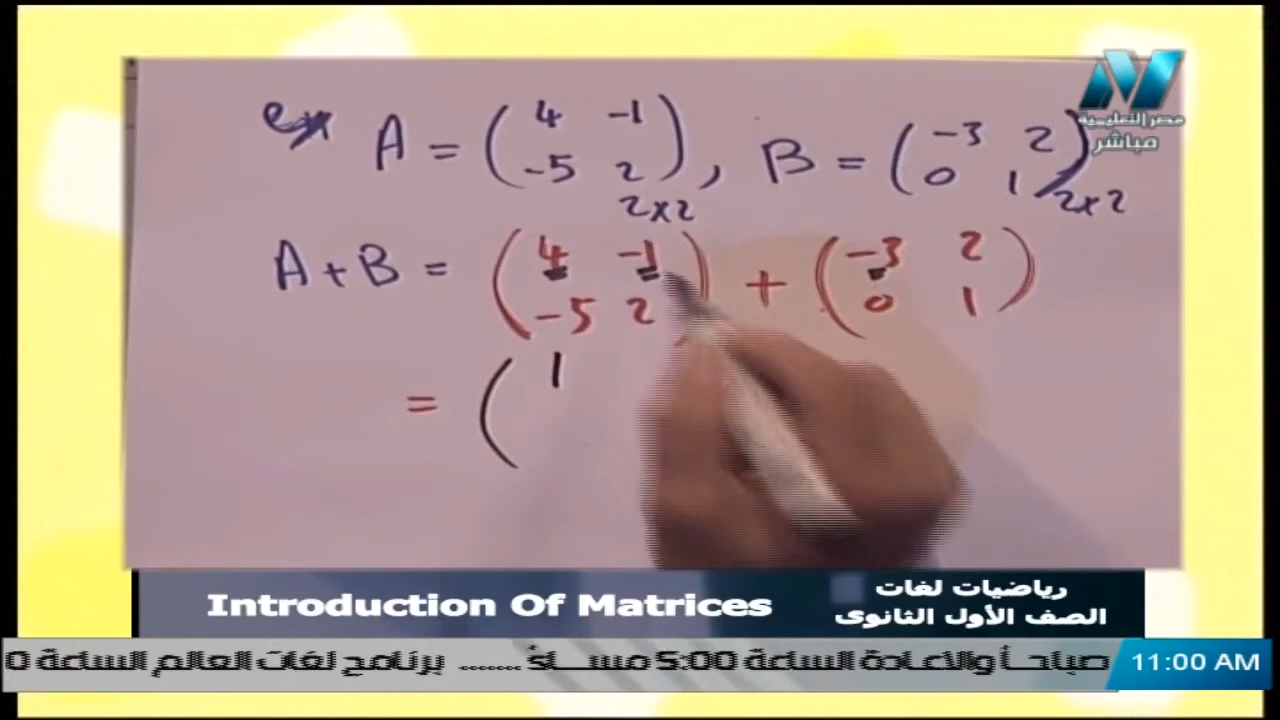 مصر التعليمية
مباشر
ex A = ( 4 -1 ) , B = ( -3 2 )
( -5 2 ) ( 0 1 )
2x2 2x2
A + B = ( 4 -1 ) + ( -3 2 )
( -5 2 ) ( 0 1 )
= ( 1
رياضيات لغات
Introduction Of Matrices
الصف الأول الثانوى
صباحاً والاعادة الساعة 5:00 مساءً ....... برنامج لغات العالم الساعة 0
11:00 AM